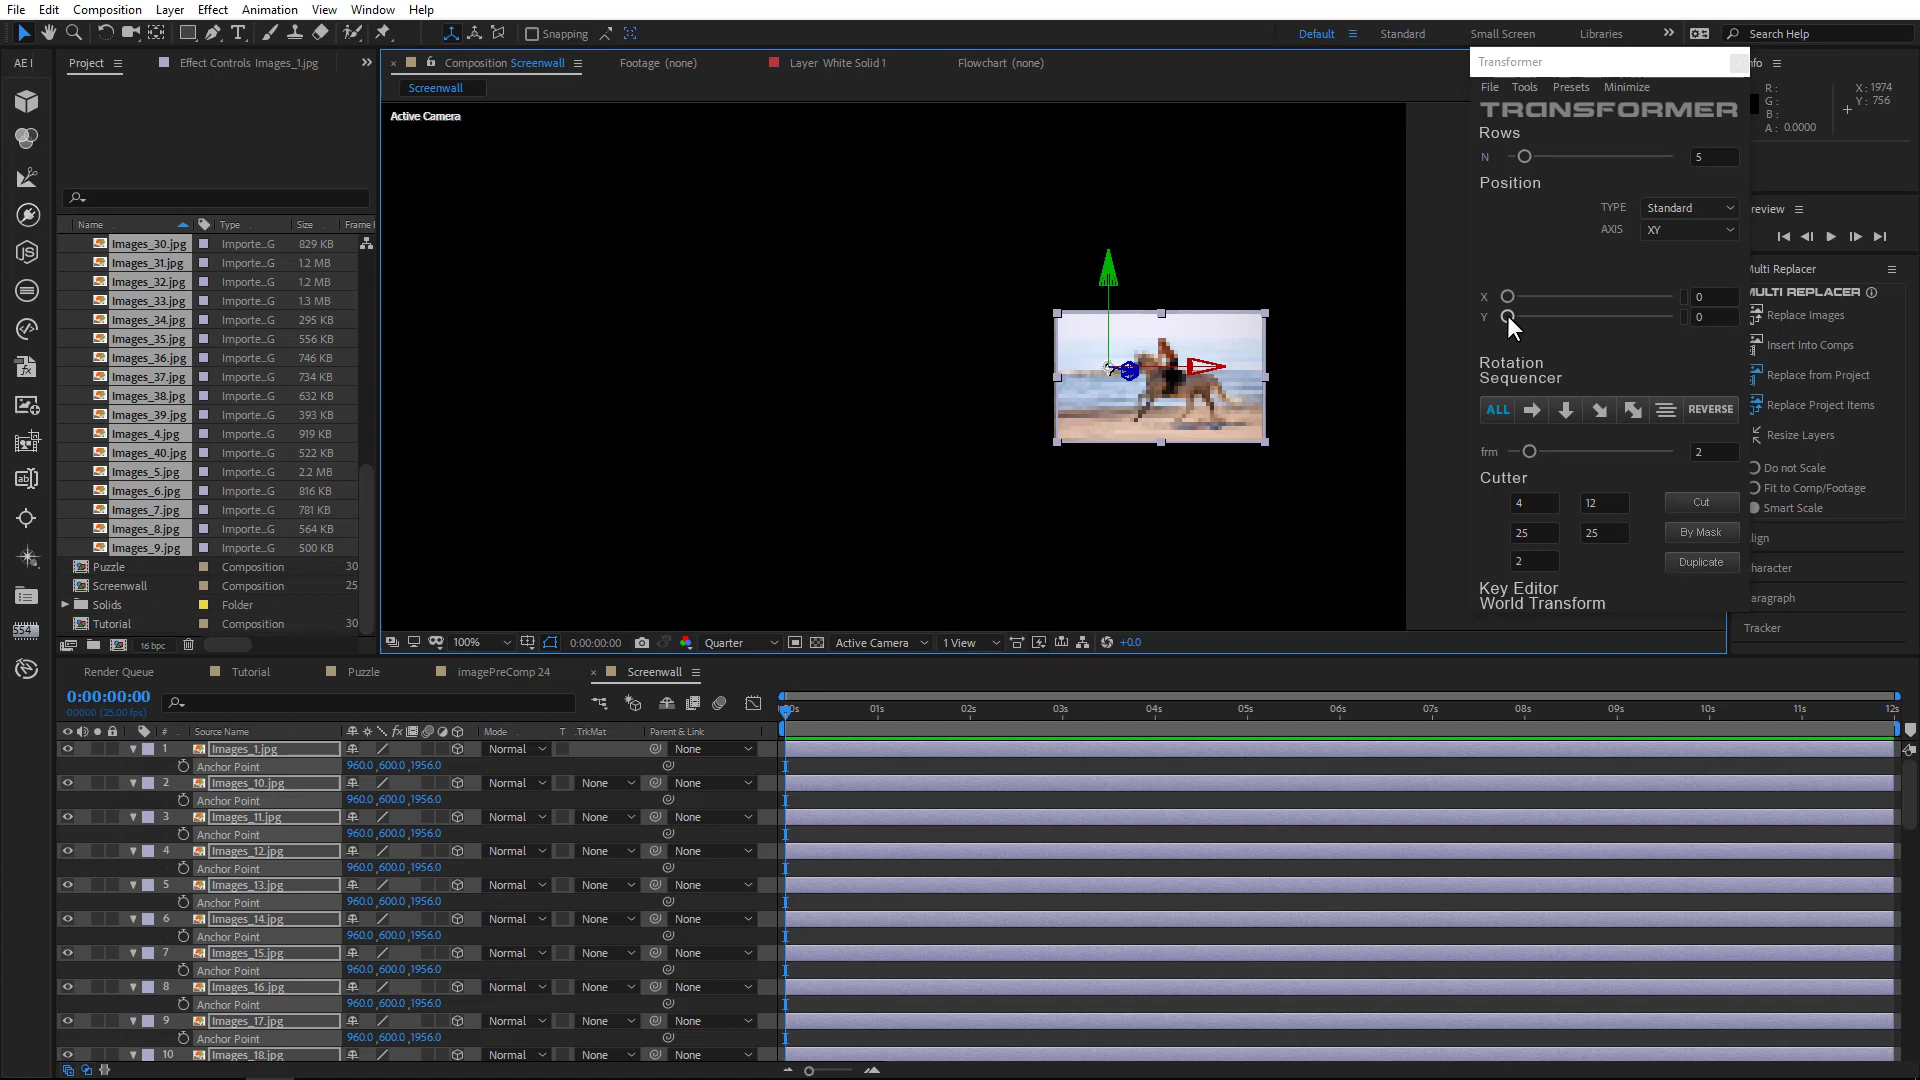 File Edit Composition Layer Effect Animation View Window Help
Snapping Default Standard Small Screen Libraries Search Help
Project Effect Controls Images_1.jpg
Composition Screenwall Footage (none) Layer White Solid 1 Flowchart (none)
Screenwall
Active Camera
Name Type Size Frame
Images_30.jpg Importe...G 829 KB
Images_31.jpg Importe...G 1.2 MB
Images_32.jpg Importe...G 1.2 MB
Images_33.jpg Importe...G 1.3 MB
Images_34.jpg Importe...G 295 KB
Images_35.jpg Importe...G 556 KB
Images_36.jpg Importe...G 746 KB
Images_37.jpg Importe...G 734 KB
Images_38.jpg Importe...G 632 KB
Images_39.jpg Importe...G 393 KB
Images_4.jpg Importe...G 919 KB
Images_40.jpg Importe...G 522 KB
Images_5.jpg Importe...G 2.2 MB
Images_6.jpg Importe...G 816 KB
Images_7.jpg Importe...G 781 KB
Images_8.jpg Importe...G 564 KB
Images_9.jpg Importe...G 500 KB
Puzzle Composition 30
Screenwall Composition 25
Solids Folder
Tutorial Composition 30
16 bpc
100% 0:00:00:00 Quarter Active Camera 1 View +0.0
Transformer
File Tools Presets Minimize
TRANSFORMER
Rows
N 5
Position
TYPE Standard
AXIS XY
X 0
Y 0
Rotation
Sequencer
ALL REVERSE
frm 2
Cutter
4 12 Cut
25 25 By Mask
2 Duplicate
Key Editor
World Transform
R : X : 1974
G : Y : 756
B :
A : 0.0000
Replace Images
Insert Into Comps
Replace from Project
Replace Project Items
Resize Layers
Do not Scale
Fit to Comp/Footage
Smart Scale
Tracker
Render Queue Tutorial Puzzle imagePreComp 24 Screenwall
0:00:00:00
00000 (25.00 fps)
01s 02s 03s 04s 05s 06s 07s 08s 09s 10s 11s 12s
# Source Name Mode T .TrkMat Parent & Link
1 Images_1.jpg Normal None
Anchor Point 960.0 ,600.0 ,1956.0
2 Images_10.jpg Normal None None
Anchor Point 960.0 ,600.0 ,1956.0
3 Images_11.jpg Normal None None
Anchor Point 960.0 ,600.0 ,1956.0
4 Images_12.jpg Normal None None
Anchor Point 960.0 ,600.0 ,1956.0
5 Images_13.jpg Normal None None
Anchor Point 960.0 ,600.0 ,1956.0
6 Images_14.jpg Normal None None
Anchor Point 960.0 ,600.0 ,1956.0
7 Images_15.jpg Normal None None
Anchor Point 960.0 ,600.0 ,1956.0
8 Images_16.jpg Normal None None
Anchor Point 960.0 ,600.0 ,1956.0
9 Images_17.jpg Normal None None
Anchor Point 960.0 ,600.0 ,1956.0
10 Images_18.jpg Normal None None